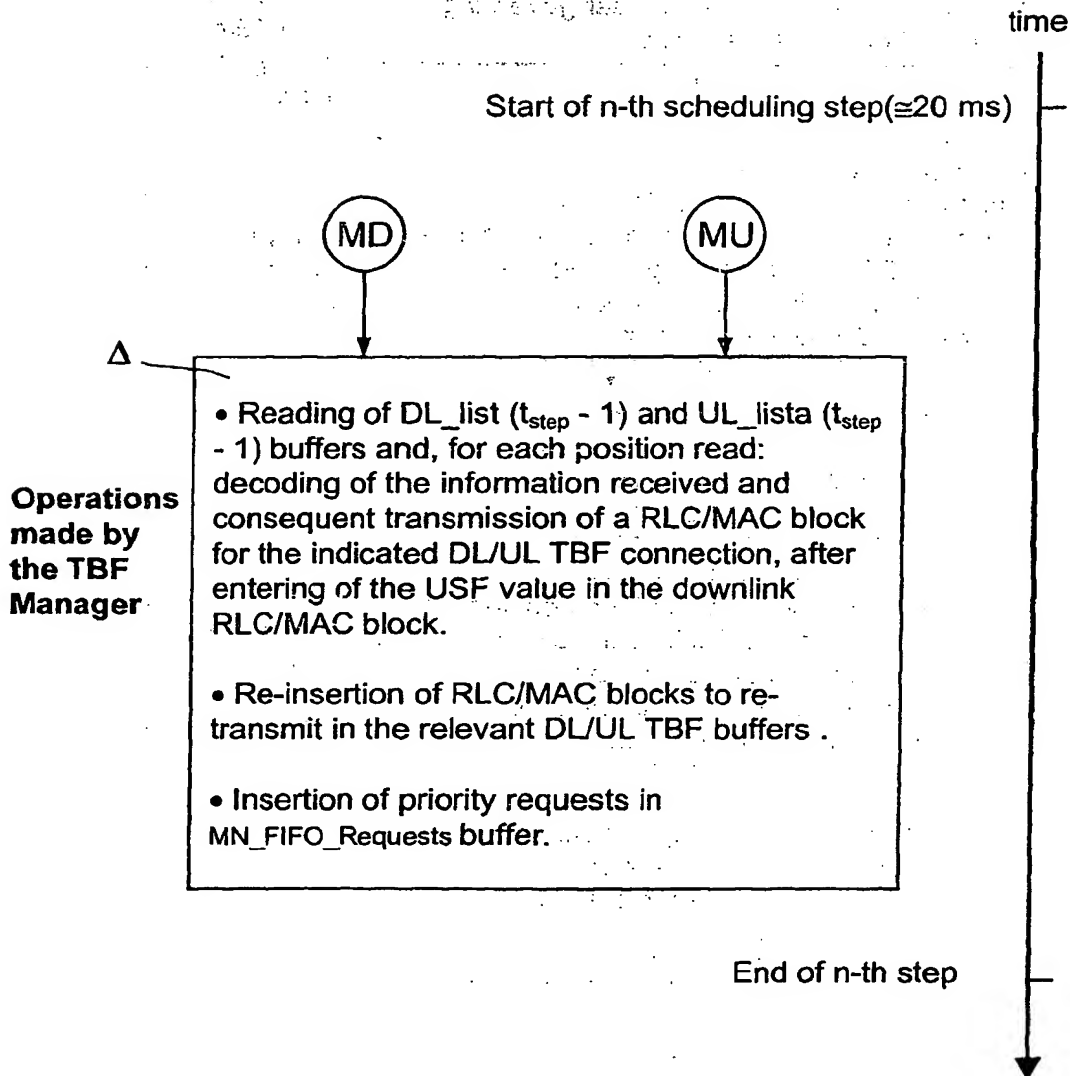 time
Start of n-th scheduling step(≅20 ms)
MD
MU
Δ
Operations
made by
the TBF
Manager
• Reading of DL_list (tstep - 1) and UL_lista (tstep
- 1) buffers and, for each position read:
decoding of the information received and
consequent transmission of a RLC/MAC block
for the indicated DL/UL TBF connection, after
entering of the USF value in the downlink
RLC/MAC block.
• Re-insertion of RLC/MAC blocks to re-
transmit in the relevant DL/UL TBF buffers .
• Insertion of priority requests in
MN_FIFO_Requests buffer.
End of n-th step